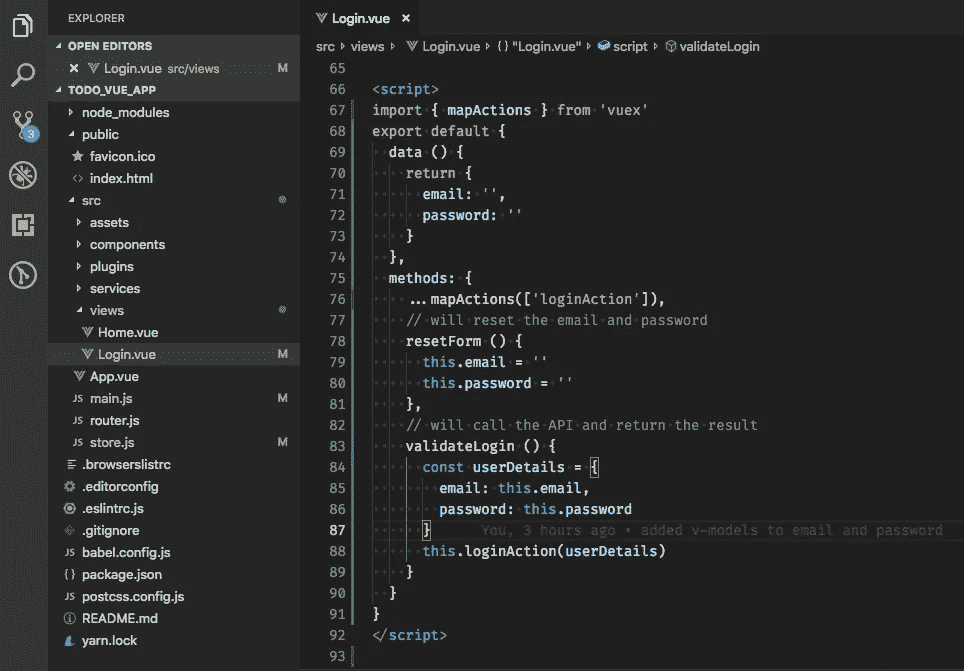 EXPLORER
OPEN EDITORS
Login.vue src/views M
TODO_VUE_APP
node_modules
public
favicon.ico
index.html
src
assets
components
plugins
services
views
Home.vue
Login.vue M
App.vue
JS main.js M
JS router.js
JS store.js M
.browserslistrc
.editorconfig
.eslintrc.js
.gitignore
JS babel.config.js
{} package.json
JS postcss.config.js
README.md
yarn.lock
3
Login.vue ×
src views Login.vue {} "Login.vue" script validateLogin
65
66 <script>
67 import { mapActions } from 'vuex'
68 export default {
69 data () {
70 return {
71 email: '',
72 password: ''
73 }
74 },
75 methods: {
76 ...mapActions(['loginAction']),
77 // will reset the email and password
78 resetForm () {
79 this.email = ''
80 this.password = ''
81 },
82 // will call the API and return the result
83 validateLogin () {
84 const userDetails = {
85 email: this.email,
86 password: this.password
87 } You, 3 hours ago • added v-models to email and password
88 this.loginAction(userDetails)
89 }
90 }
91 }
92 </script>
93